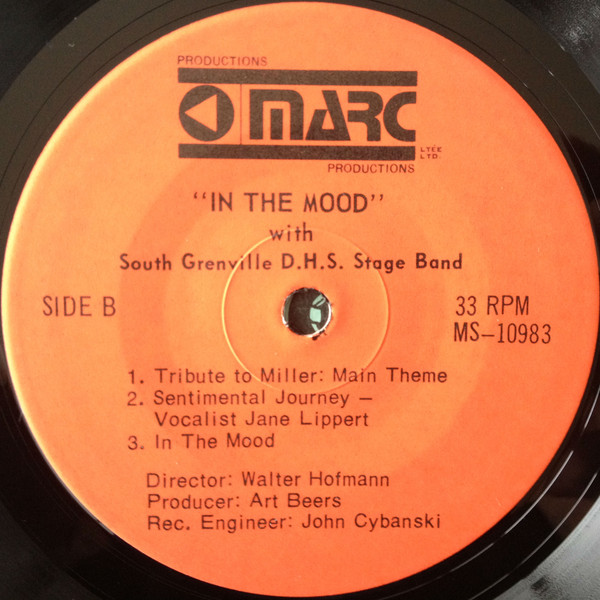 PRODUCTIONS
MARC
LTÉE
LTD.
PRODUCTIONS
"IN THE MOOD"
with
South Grenville D.H.S. Stage Band
SIDE B
33 RPM
MS-10983
1. Tribute to Miller: Main Theme
2. Sentimental Journey –
Vocalist Jane Lippert
3. In The Mood
Director: Walter Hofmann
Producer: Art Beers
Rec. Engineer: John Cybanski